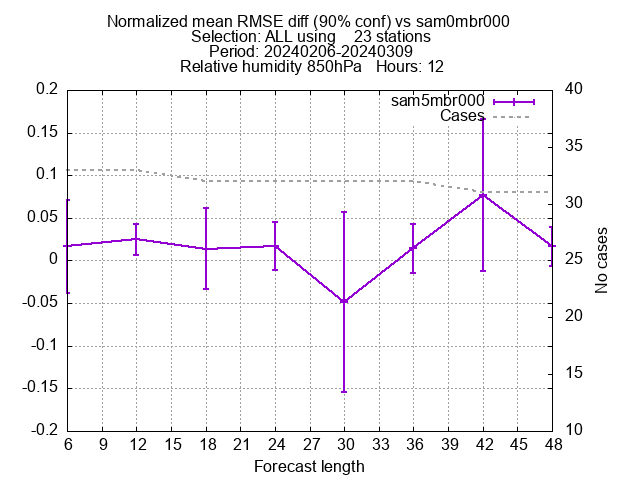 Normalized mean RMSE diff (90% conf) vs sam0mbr000
Selection: ALL using    23 stations
Period: 20240206-20240309
Relative humidity 850hPa   Hours: 12
sam5mbr000
Cases
0.2
0.15
0.1
0.05
0
-0.05
-0.1
-0.15
-0.2
40
35
30
25
20
15
10
No cases
6 12 15 18 21 24 27 30 33 36 39 42 45 48
Forecast length